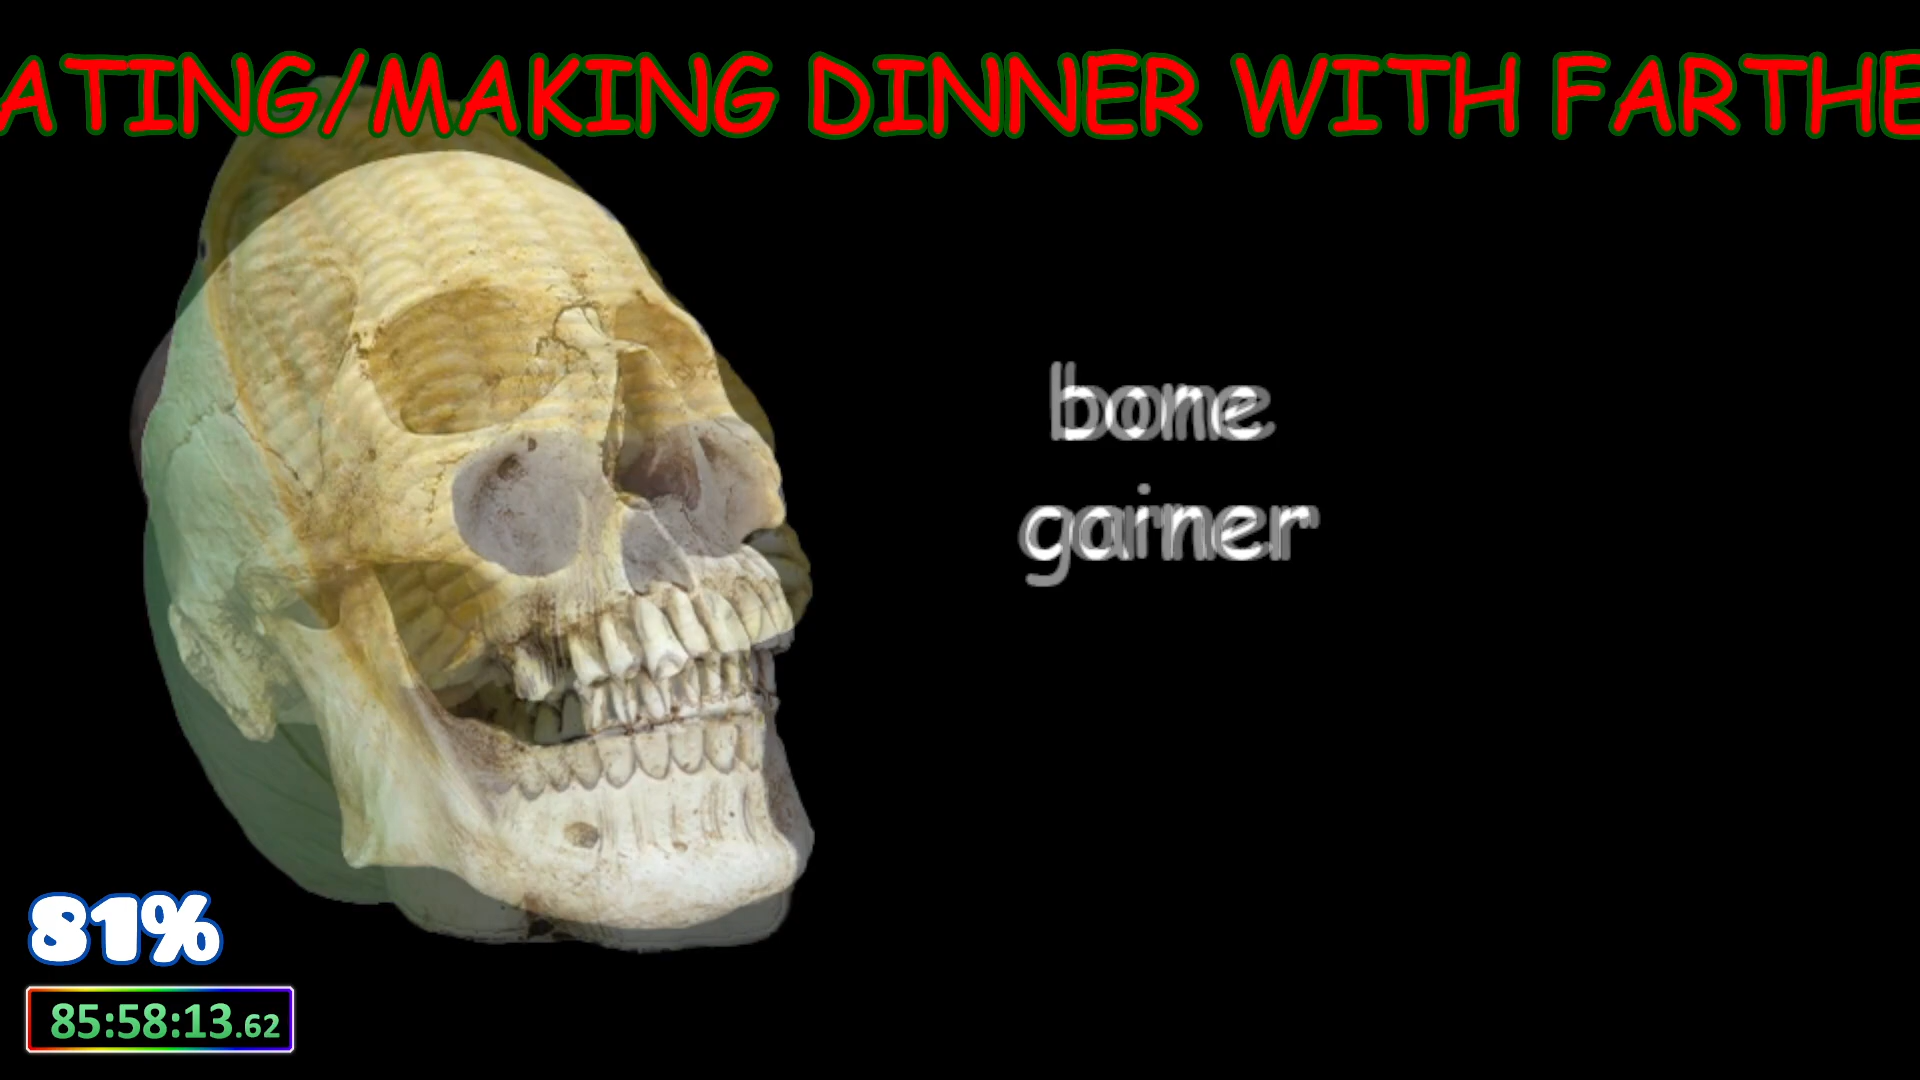 ATING/MAKING DINNER WITH FARTHE
bone
gainer
81%
85:58:13.62